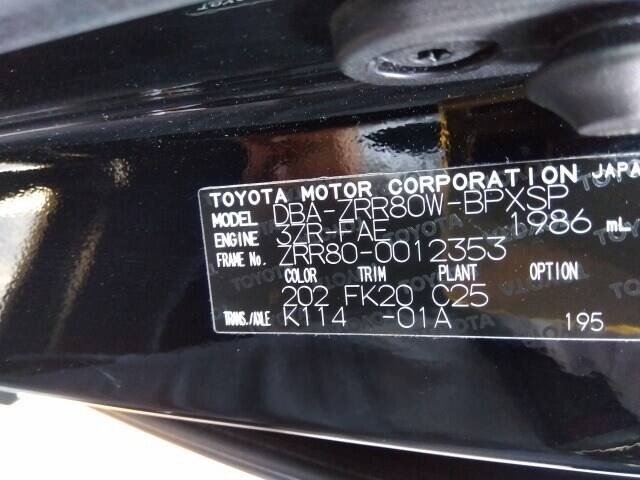 TOYOTA MOTOR CORPORATION JAPA
MODEL DBA-ZRR80W-BPXSP
ENGINE 3ZR-FAE 1986 mL
FRAME No. ZRR80-0012353
COLOR TRIM PLANT OPTION
202 FK20 C25
TRANS./AXLE K114 -01A 195